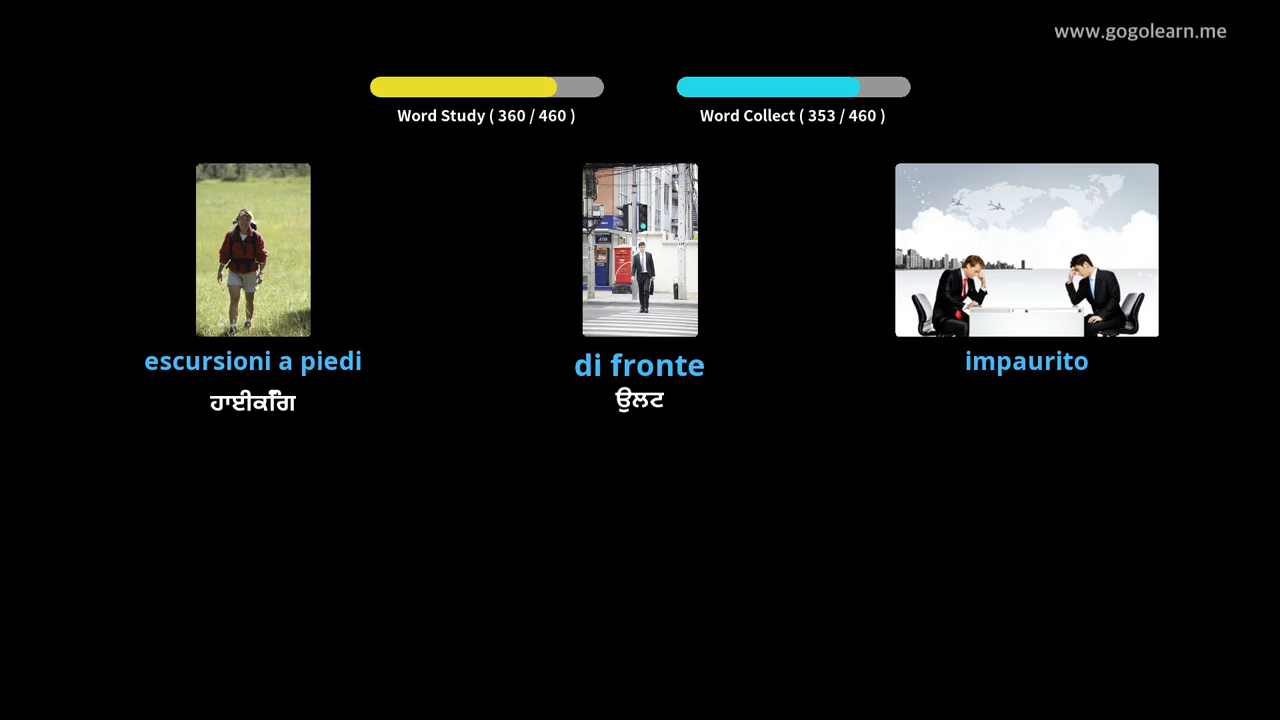 www.gogolearn.me
Word Study ( 360 / 460 )
Word Collect ( 353 / 460 )
escursioni a piedi
di fronte
impaurito
ਹਾਈਕਿੰਗ
ਉਲਟ